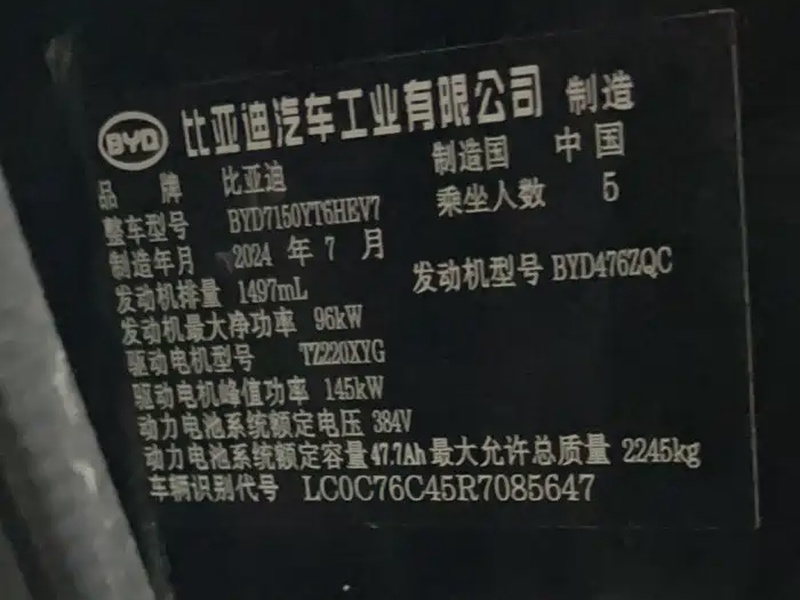 BYD 比亚迪汽车工业有限公司 制造
品 牌 比亚迪 制造国 中国
整车型号 BYD7150YT6HEV7 乘坐人数 5
制造年月 2024 年 7 月
发动机排量 1497mL 发动机型号 BYD476ZQC
发动机最大净功率 96kW
驱动电机型号 TZ220XYG
驱动电机峰值功率 145kW
动力电池系统额定电压 384V
动力电池系统额定容量 47.7Ah 最大允许总质量 2245kg
车辆识别代号 LC0C76C45R7085647